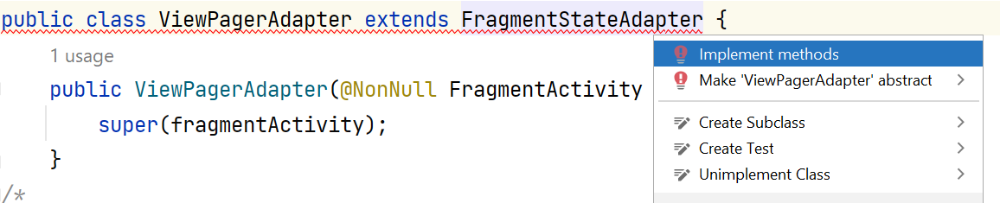 public class ViewPagerAdapter extends FragmentStateAdapter {
1 usage
public ViewPagerAdapter(@NonNull FragmentActivity
super(fragmentActivity);
}
/*
Implement methods
Make 'ViewPagerAdapter' abstract
Create Subclass
Create Test
Unimplement Class